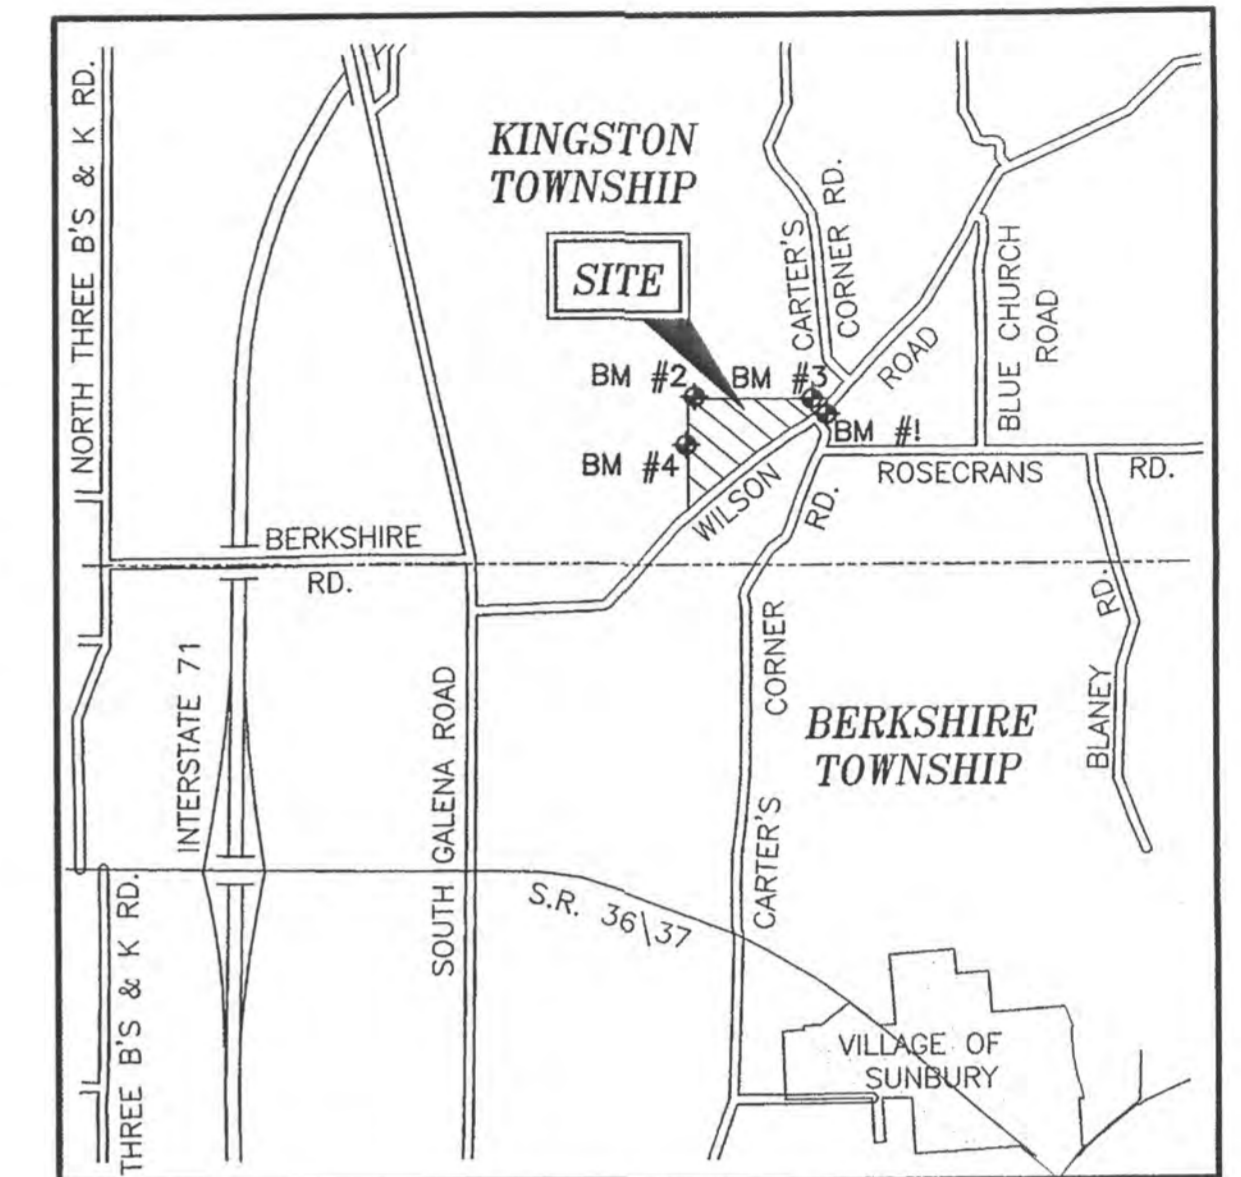 NORTH THREE B'S & K RD.
KINGSTON
TOWNSHIP
SITE
CARTER'S
CORNER RD.
BLUE CHURCH
ROAD
BM #2
BM #3
ROAD
BM #!
BM #4
WILSON
RD.
ROSECRANS
RD.
BERKSHIRE
RD.
INTERSTATE 71
SOUTH GALENA ROAD
CORNER
CARTER'S
BERKSHIRE
TOWNSHIP
RD.
BLANEY
S.R. 36\37
THREE B'S & K RD.
VILLAGE OF
SUNBURY